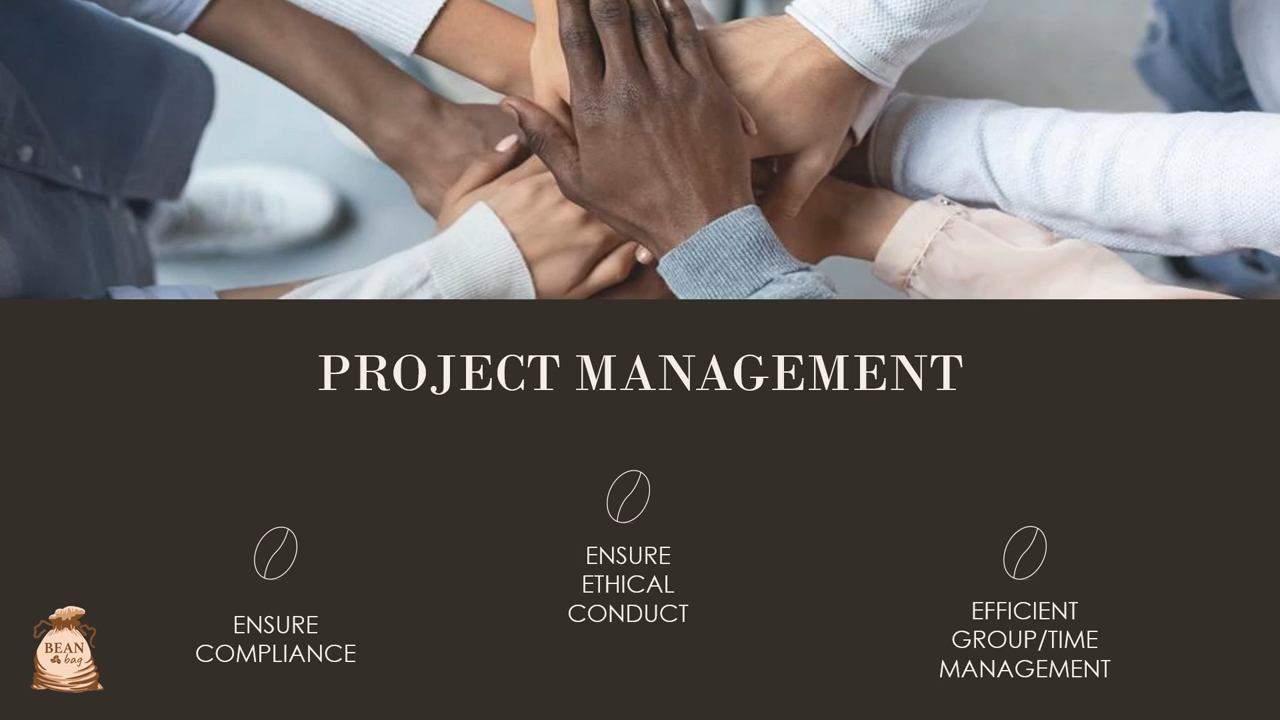 PROJECT MANAGEMENT
ENSURE
COMPLIANCE
ENSURE
ETHICAL
CONDUCT
EFFICIENT
GROUP/TIME
MANAGEMENT
BEAN
bag